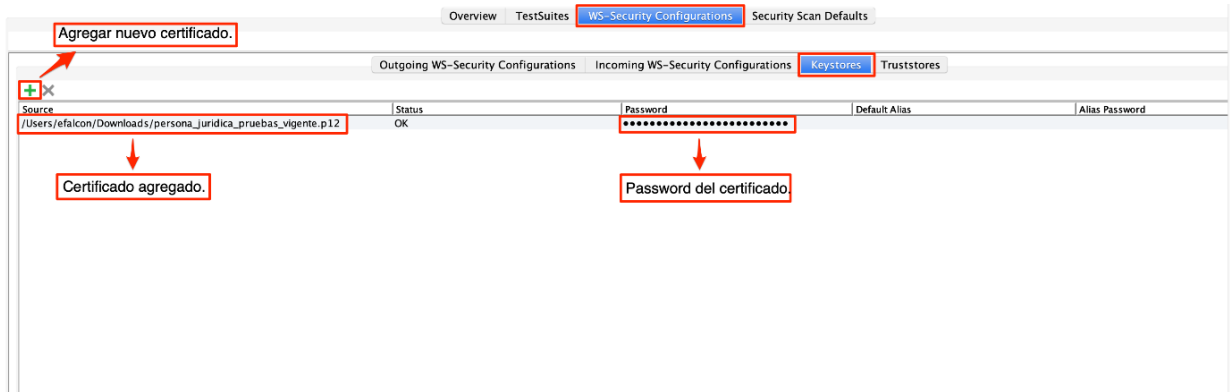 Overview TestSuites WS-Security Configurations Security Scan Defaults
Agregar nuevo certificado.
Outgoing WS-Security Configurations Incoming WS-Security Configurations Keystores Truststores
Source Status Password Default Alias Alias Password
/Users/efalcon/Downloads/persona_juridica_pruebas_vigente.p12 OK •••••••••••••••••••••••••
Certificado agregado. Password del certificado.